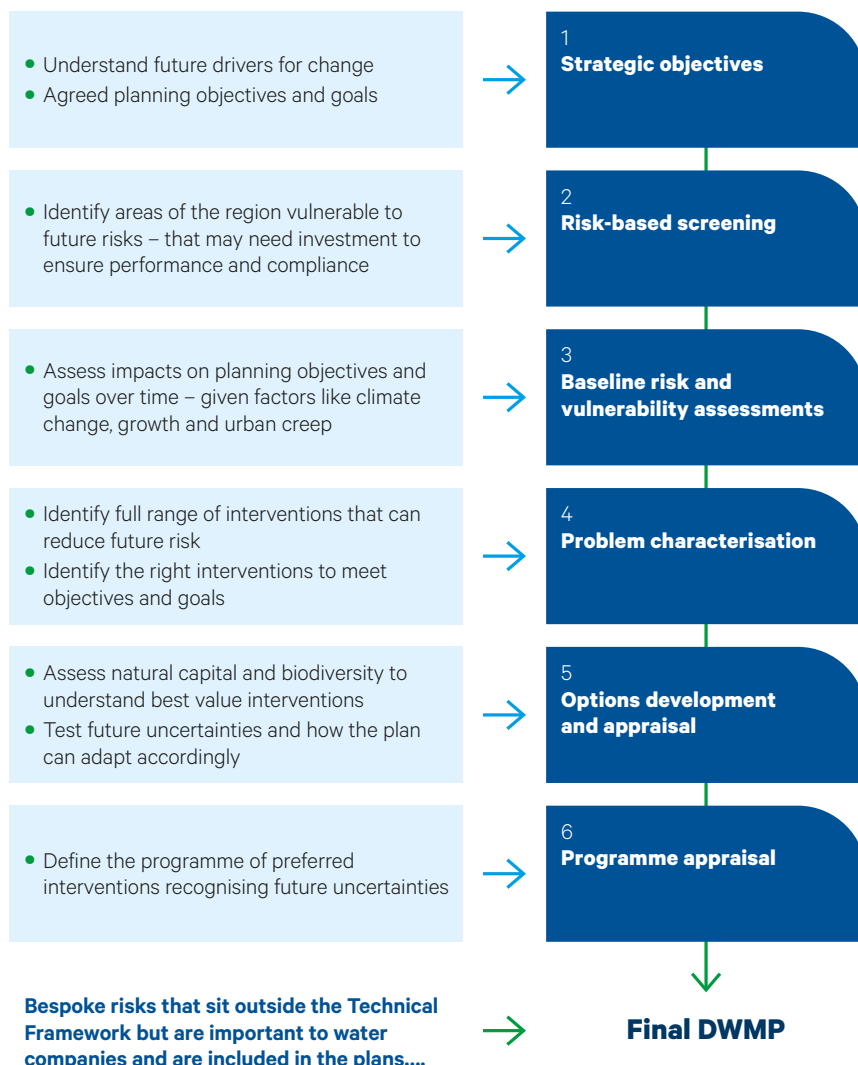 • Understand future drivers for change
• Agreed planning objectives and goals
1
Strategic objectives
• Identify areas of the region vulnerable to
future risks – that may need investment to
ensure performance and compliance
2
Risk-based screening
• Assess impacts on planning objectives and
goals over time – given factors like climate
change, growth and urban creep
3
Baseline risk and
vulnerability assessments
• Identify full range of interventions that can
reduce future risk
• Identify the right interventions to meet
objectives and goals
4
Problem characterisation
• Assess natural capital and biodiversity to
understand best value interventions
• Test future uncertainties and how the plan
can adapt accordingly
5
Options development
and appraisal
• Define the programme of preferred
interventions recognising future uncertainties
6
Programme appraisal
Bespoke risks that sit outside the Technical
Framework but are important to water
companies and are included in the plans....
Final DWMP